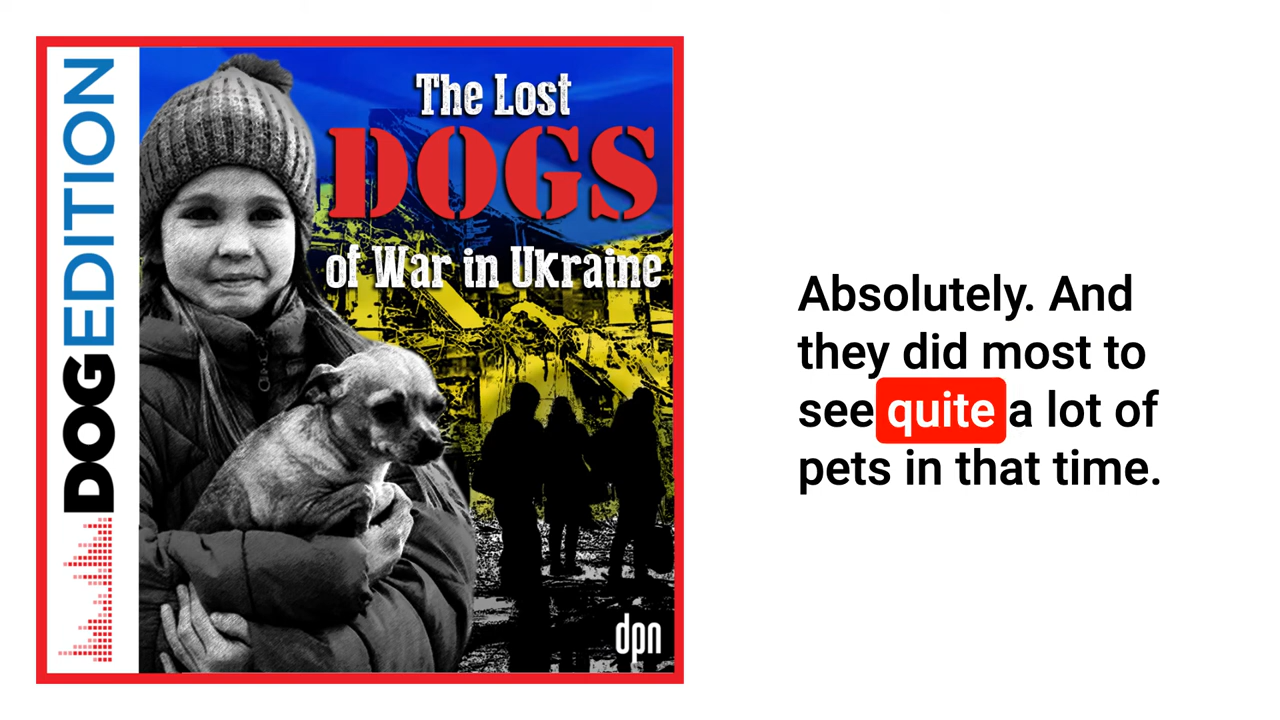 DOGEDITION
The Lost
DOGS
of War in Ukraine
dpn
Absolutely. And
they did most to
see quite a lot of
pets in that time.